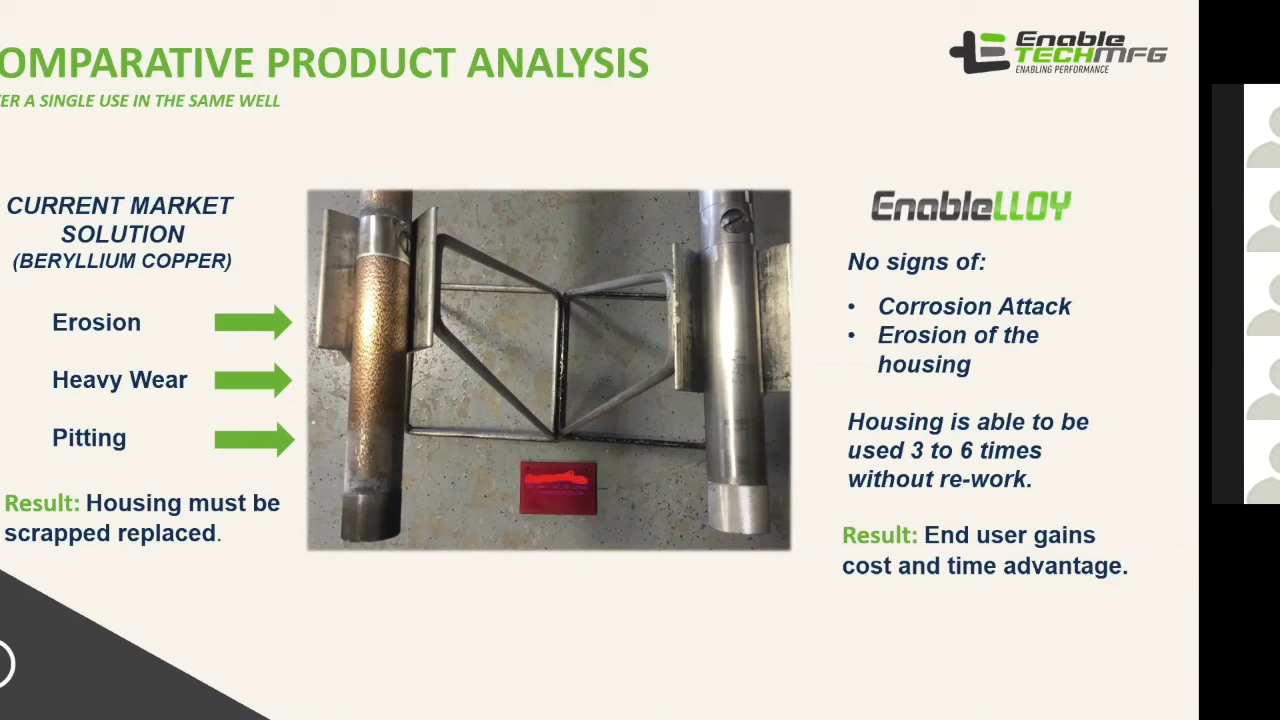 OMPARATIVE PRODUCT ANALYSIS
ER A SINGLE USE IN THE SAME WELL
Enable
TECHMFG
ENABLING PERFORMANCE
CURRENT MARKET
SOLUTION
(BERYLLIUM COPPER)
Erosion
Heavy Wear
Pitting
Result: Housing must be
scrapped replaced.
EnableLLOY
No signs of:
• Corrosion Attack
• Erosion of the
housing
Housing is able to be
used 3 to 6 times
without re-work.
Result: End user gains
cost and time advantage.